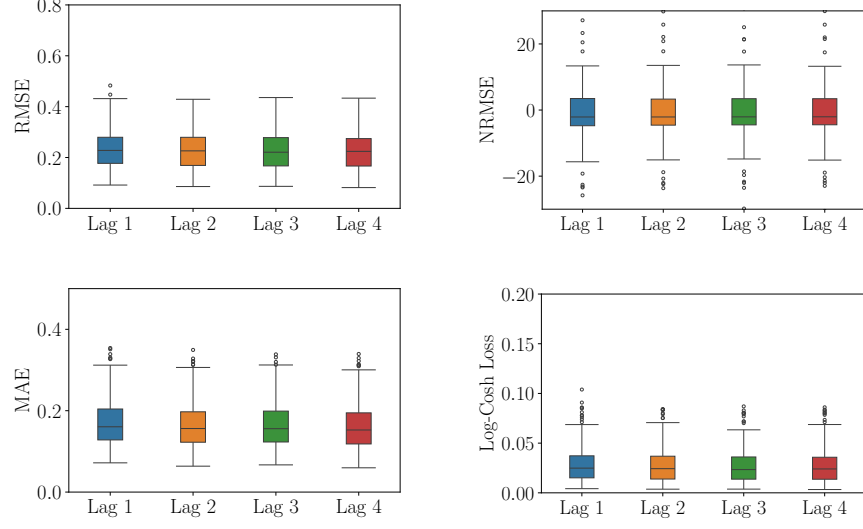 RMSE
0.8
0.6
0.4
0.2
0.0
Lag 1 Lag 2 Lag 3 Lag 4
NRMSE
20
0
−20
Lag 1 Lag 2 Lag 3 Lag 4
MAE
0.4
0.2
0.0
Lag 1 Lag 2 Lag 3 Lag 4
Log-Cosh Loss
0.20
0.15
0.10
0.05
0.00
Lag 1 Lag 2 Lag 3 Lag 4